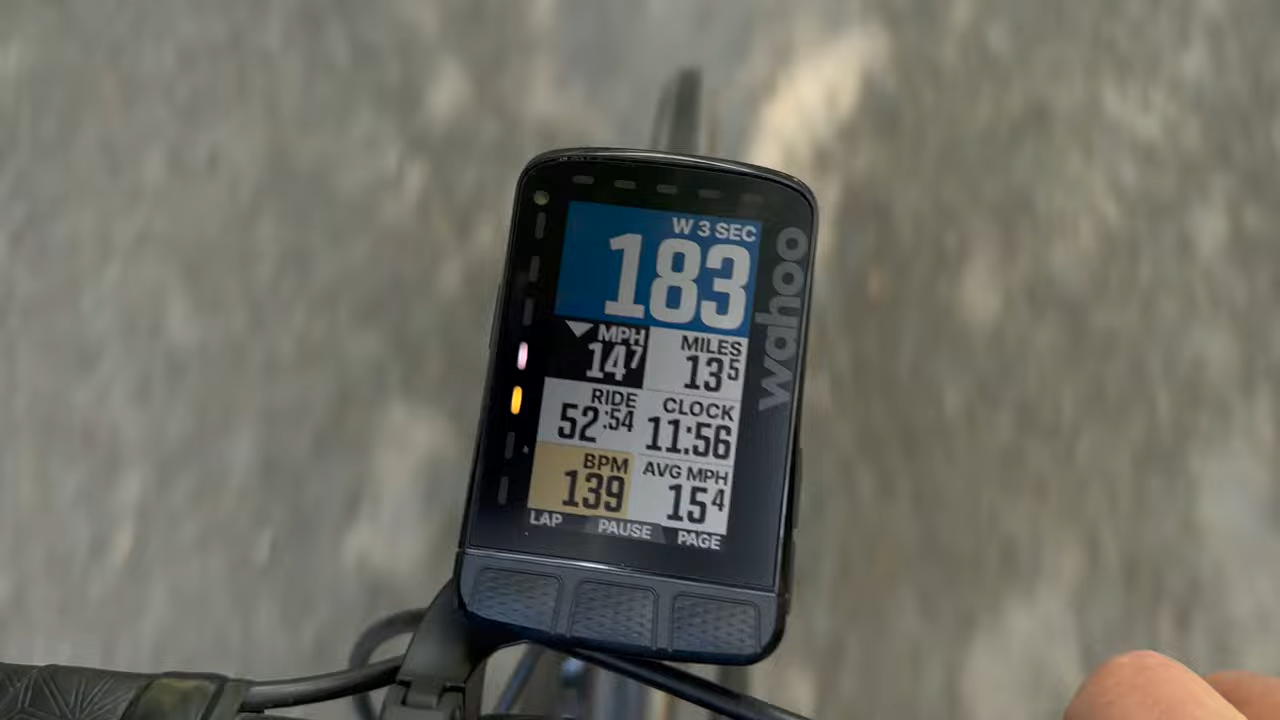 W 3 SEC
183
MPH
14.7
MILES
13.5
RIDE
52:54
CLOCK
11:56
BPM
139
AVG MPH
15.4
LAP PAUSE PAGE
wahoo